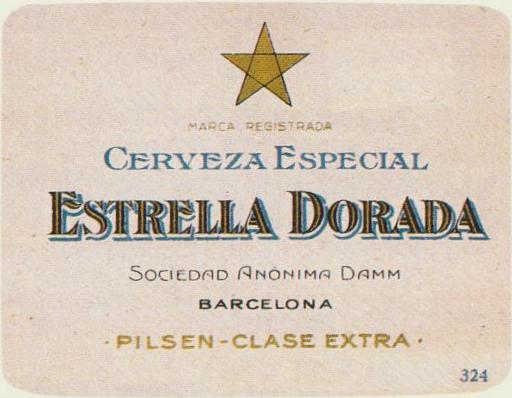 MARCA REGISTRADA
CERVEZA ESPECIAL
ESTRELLA DORADA
SOCIEDAD ANÓNIMA DAMM
BARCELONA
· PILSEN-CLASE EXTRA ·
324